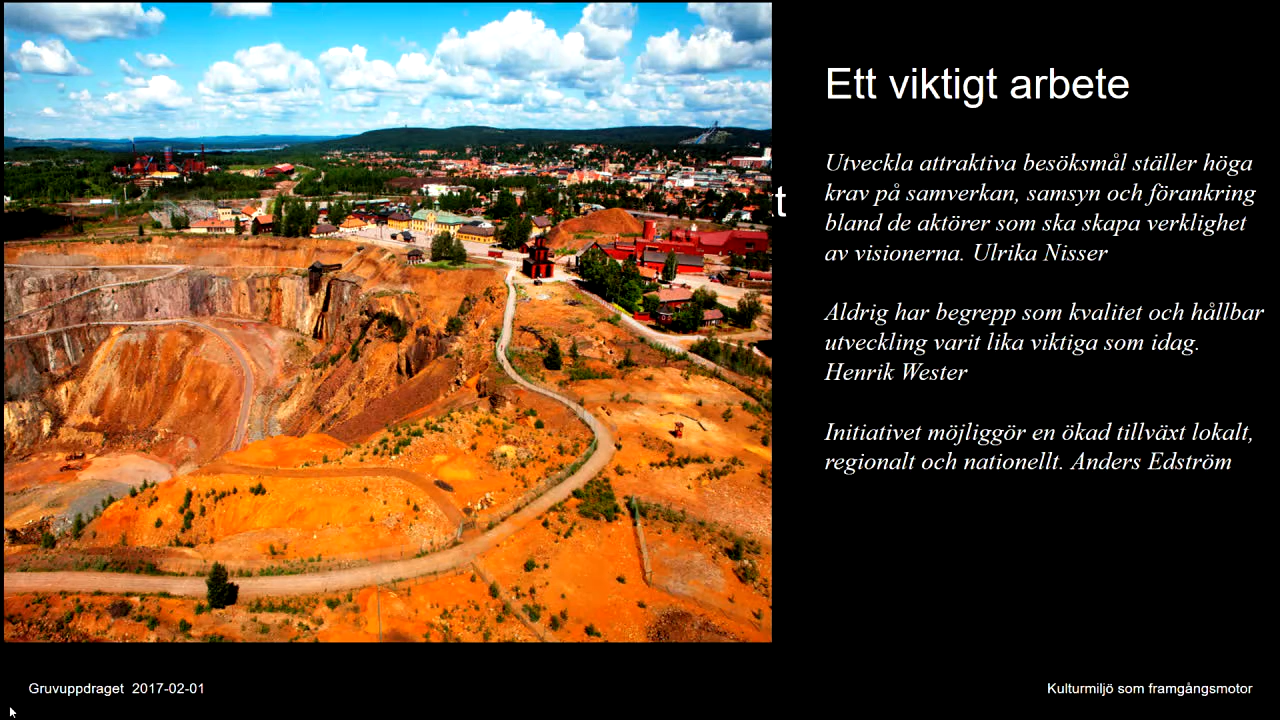 Ett viktigt arbete
t
Utveckla attraktiva besöksmål ställer höga
krav på samverkan, samsyn och förankring
bland de aktörer som ska skapa verklighet
av visionerna. Ulrika Nisser
Aldrig har begrepp som kvalitet och hållbar
utveckling varit lika viktiga som idag.
Henrik Wester
Initiativet möjliggör en ökad tillväxt lokalt,
regionalt och nationellt. Anders Edström
Gruvuppdraget 2017-02-01
Kulturmiljö som framgångsmotor